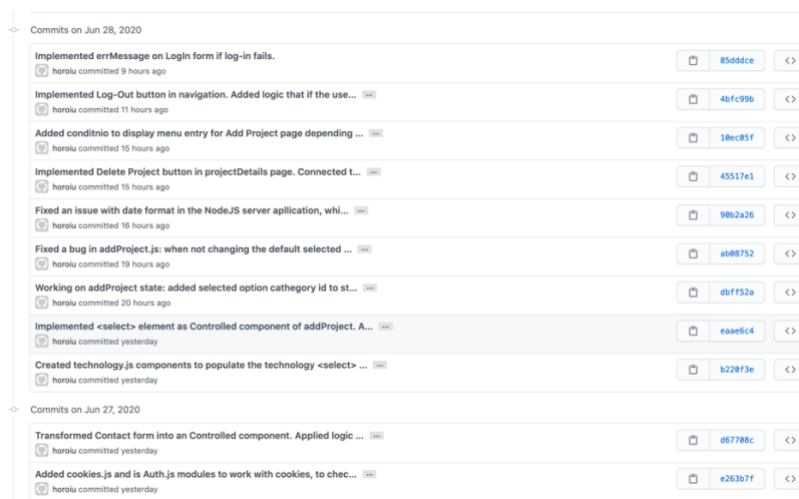 Commits on Jun 28, 2020
Implemented errMessage on LogIn form if log-in fails.
85dddce
horoiu committed 9 hours ago
Implemented Log-Out button in navigation. Added logic that if the use... ...
4bfc99b
horoiu committed 11 hours ago
Added conditnio to display menu entry for Add Project page depending ... ...
10ec05f
horoiu committed 15 hours ago
Implemented Delete Project button in projectDetails page. Connected t... ...
45517e1
horoiu committed 15 hours ago
Fixed an issue with date format in the NodeJS server apllication, whi... ...
90b2a26
horoiu committed 16 hours ago
Fixed a bug in addProject.js: when not changing the default selected ... ...
ab08752
horoiu committed 19 hours ago
Working on addProject state: added selected option cathegory id to st... ...
dbff52a
horoiu committed 20 hours ago
Implemented <select> element as Controlled component of addProject. A... ...
eaae6c4
horoiu committed yesterday
Created technology.js components to populate the technology <select> ... ...
b220f3e
horoiu committed yesterday
Commits on Jun 27, 2020
Transformed Contact form into an Controlled component. Applied logic ... ...
d67708c
horoiu committed yesterday
Added cookies.js and is Auth.js modules to work with cookies, to chec... ...
e263b7f
horoiu committed yesterday